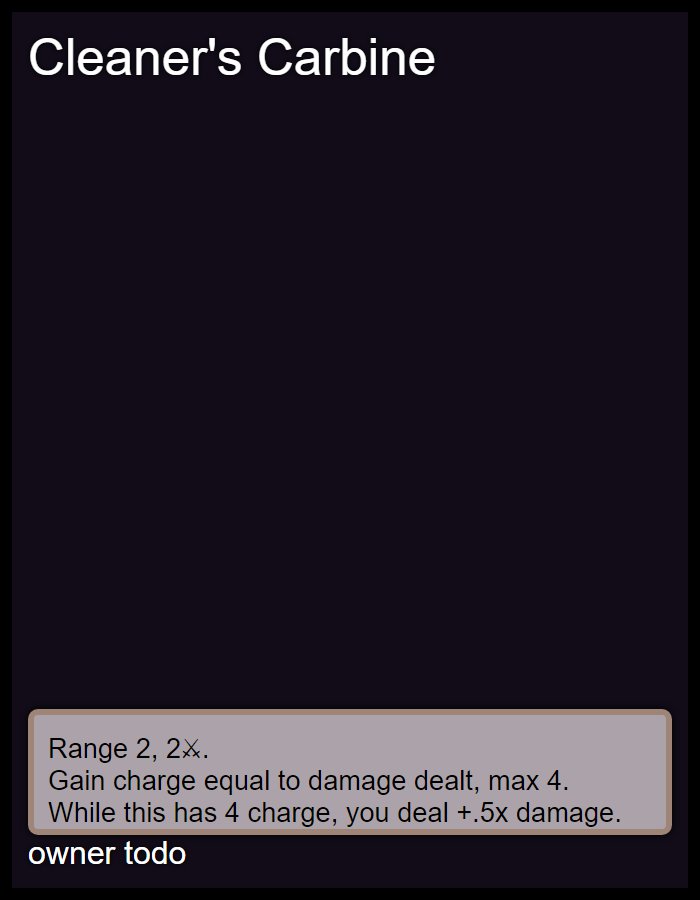 Cleaner's Carbine
Range 2, 2⚔.
Gain charge equal to damage dealt, max 4.
While this has 4 charge, you deal +.5x damage.
owner todo